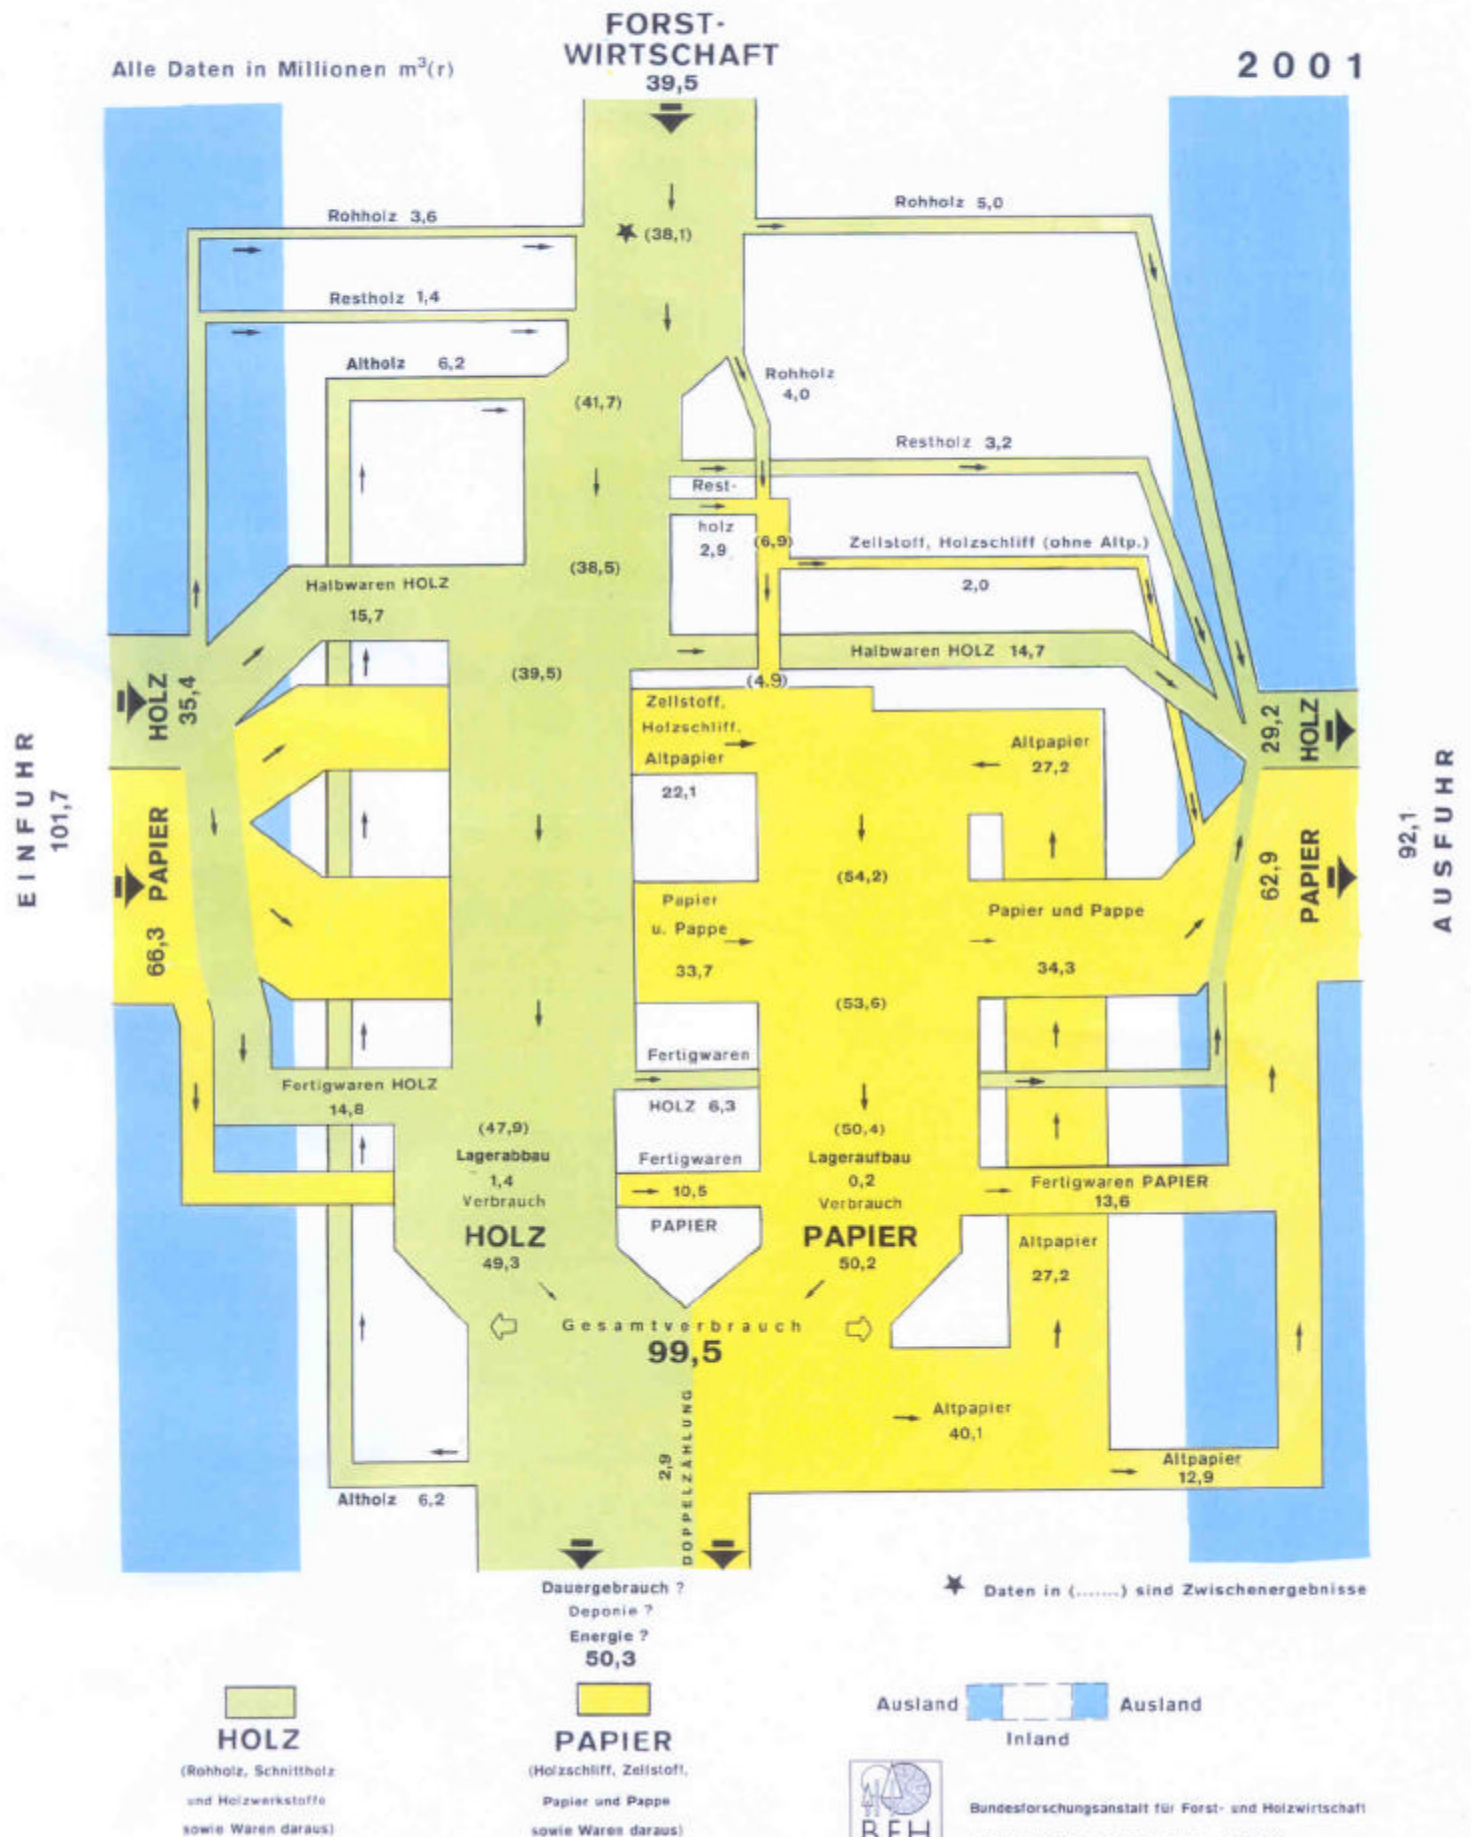 FORST-
WIRTSCHAFT
39,5
Alle Daten in Millionen m³(r)
2001
Rohholz 3,6
Rohholz 5,0
(38,1)
Restholz 1,4
Altholz 6,2
Rohholz
4,0
(41,7)
Restholz 3,2
Rest-
holz
2,9
(6,9)
Zellstoff, Holzschliff (ohne Altp.)
2,0
(38,5)
Halbwaren HOLZ
15,7
Halbwaren HOLZ 14,7
(39,5)
(4,9)
EINFUHR
101,7
HOLZ
35,4
PAPIER
66,3
Zellstoff,
Holzschliff,
Altpapier
22,1
Altpapier
27,2
29,2
HOLZ
62,9
PAPIER
92,1
AUSFUHR
(54,2)
Papier
u. Pappe
33,7
Papier und Pappe
34,3
(53,6)
Fertigwaren
HOLZ 6,3
Fertigwaren HOLZ
14,8
(47,9)
Lagerabbau
1,4
Verbrauch
HOLZ
49,3
Fertigwaren
10,5
PAPIER
(50,4)
Lageraufbau
0,2
Verbrauch
PAPIER
50,2
Fertigwaren PAPIER
13,6
Altpapier
27,2
Gesamtverbrauch
99,5
Altpapier
40,1
Altpapier
12,9
2,9
DOPPELZÄHLUNG
Altholz 6,2
Dauergebrauch ?
Deponie ?
Energie ?
50,3
Daten in (.......) sind Zwischenergebnisse
HOLZ
(Rohholz, Schnittholz
und Holzwerkstoffe
sowie Waren daraus)
PAPIER
(Holzschliff, Zellstoff,
Papier und Pappe
sowie Waren daraus)
Ausland
Ausland
Inland
BFH
Bundesforschungsanstalt für Forst- und Holzwirtschaft